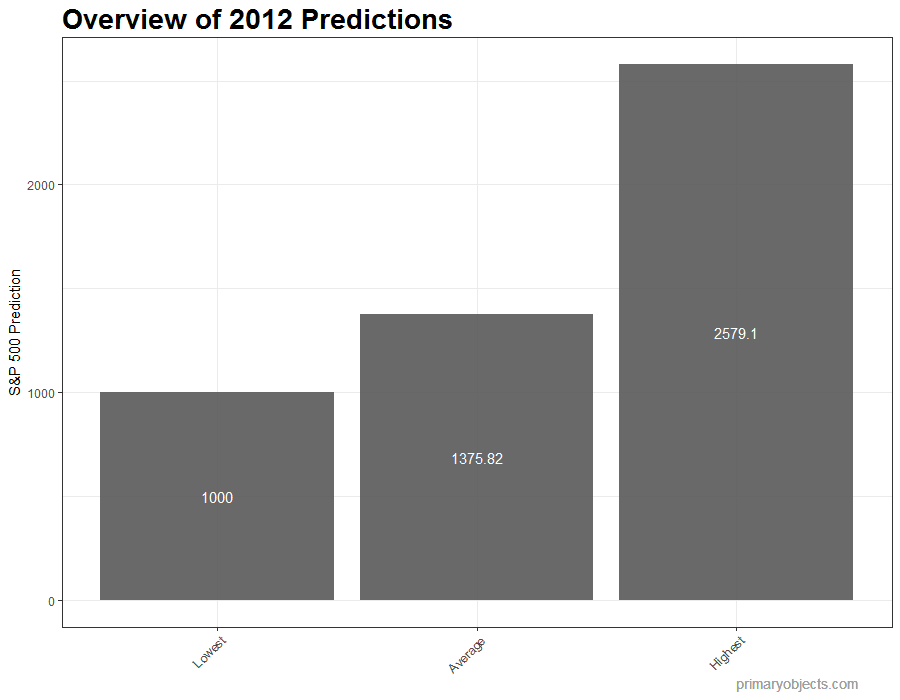 Overview of 2012 Predictions
S&P 500 Prediction
2000
1000
0
1000
1375.82
2579.1
Lowest
Average
Highest
primaryobjects.com